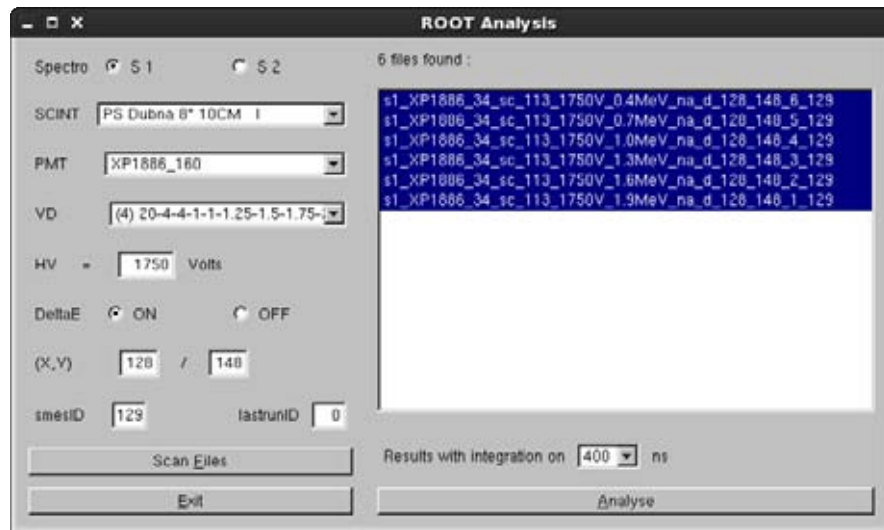 ROOT Analysis
Spectro S 1 S 2
SCINT PS Dubna 8" 10CM I
PMT XP1886_160
VD (4) 20-4-4-1-1-1.25-1.5-1.75-
HV = 1750 Volts
DeltaE ON OFF
(X,Y) 128 / 148
smesID 129 lastrunID 0
Scan Files
Exit
6 files found :
s1_XP1886_34_sc_113_1750V_0.4MeV_na_d_128_148_6_129
s1_XP1886_34_sc_113_1750V_0.7MeV_na_d_128_148_5_129
s1_XP1886_34_sc_113_1750V_1.0MeV_na_d_128_148_4_129
s1_XP1886_34_sc_113_1750V_1.3MeV_na_d_128_148_3_129
s1_XP1886_34_sc_113_1750V_1.6MeV_na_d_128_148_2_129
s1_XP1886_34_sc_113_1750V_1.9MeV_na_d_128_148_1_129
Results with integration on 400 ns
Analyse